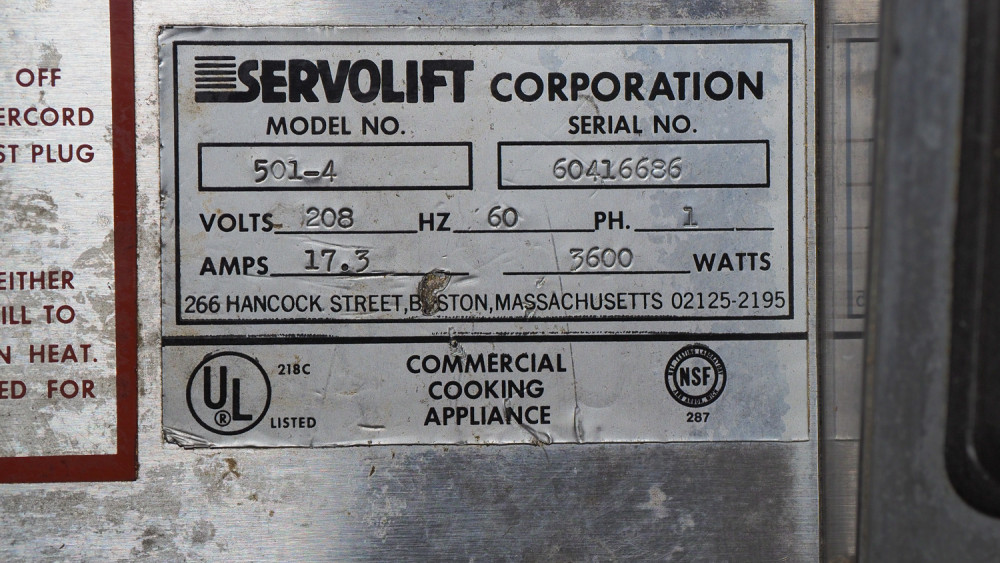 OFF
ERCORD
ST PLUG
EITHER
ILL TO
N HEAT.
ED FOR
SERVOLIFT CORPORATION
MODEL NO. SERIAL NO.
501-4 60416686
VOLTS 208 HZ 60 PH. 1
AMPS 17.3 3600 WATTS
266 HANCOCK STREET, B STON, MASSACHUSETTS 02125-2195
UL ® 218C LISTED
COMMERCIAL
COOKING
APPLIANCE
NSF
287